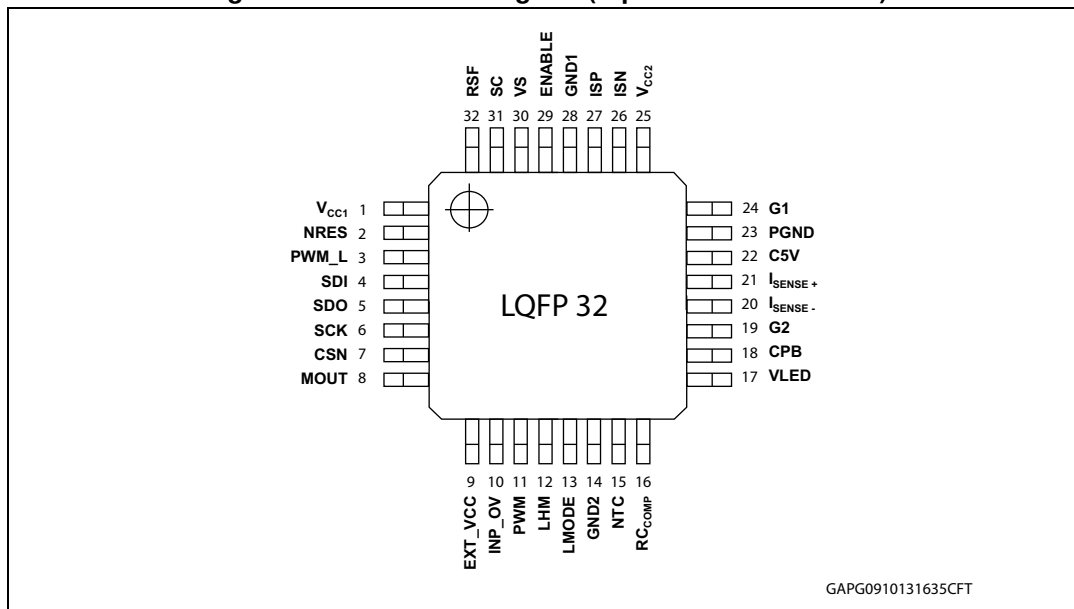 RSF
SC
VS
ENABLE
GND1
ISP
ISN
VCC2
32 31 30 29 28 27 26 25
VCC1 1
NRES 2
PWM_L 3
SDI 4
SDO 5
SCK 6
CSN 7
MOUT 8
LQFP 32
24 G1
23 PGND
22 C5V
21 ISENSE +
20 ISENSE -
19 G2
18 CPB
17 VLED
9 10 11 12 13 14 15 16
EXT_VCC
INP_OV
PWM
LHM
LMODE
GND2
NTC
RCCOMP
GAPG0910131635CFT